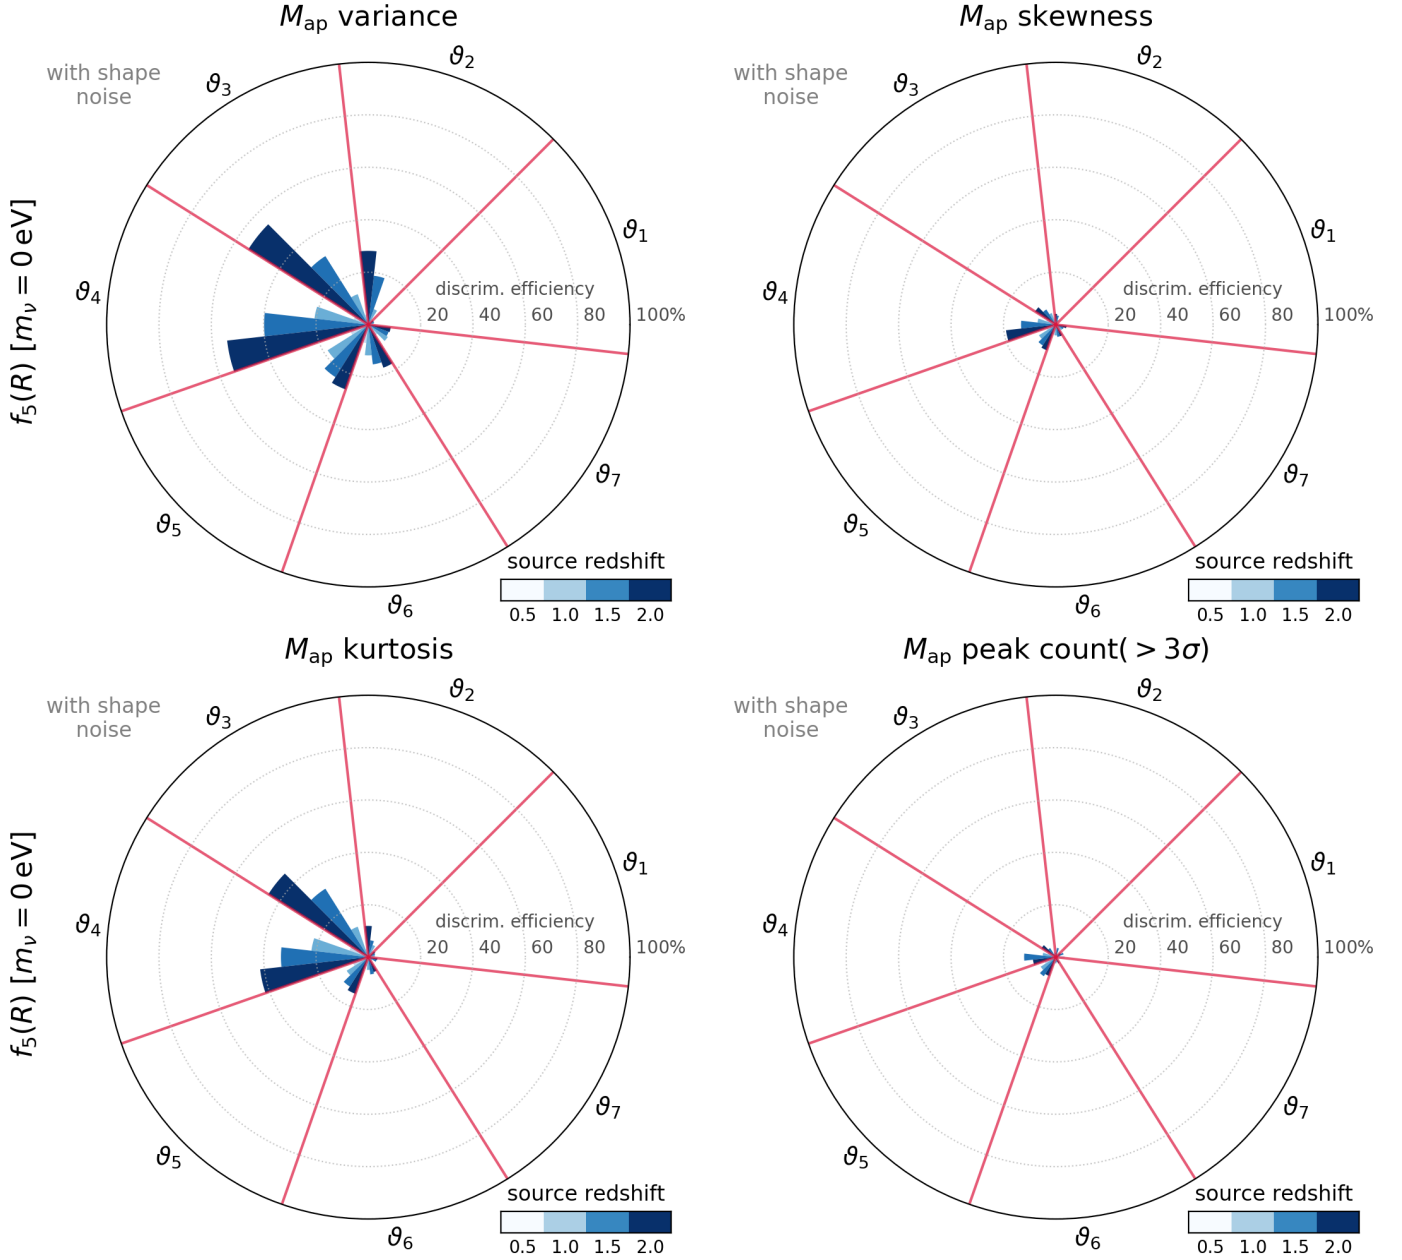 M_ap variance
with shape
noise
ϑ₂
ϑ₃
ϑ₁
ϑ₄
discrim. efficiency
20 40 60 80 100%
f₅(R) [m_ν = 0 eV]
ϑ₇
ϑ₅
ϑ₆
source redshift
0.5 1.0 1.5 2.0
M_ap skewness
with shape
noise
ϑ₂
ϑ₃
ϑ₁
ϑ₄
discrim. efficiency
20 40 60 80 100%
ϑ₇
ϑ₅
ϑ₆
source redshift
0.5 1.0 1.5 2.0
M_ap kurtosis
with shape
noise
ϑ₂
ϑ₃
ϑ₁
ϑ₄
discrim. efficiency
20 40 60 80 100%
f₅(R) [m_ν = 0 eV]
ϑ₇
ϑ₅
ϑ₆
source redshift
0.5 1.0 1.5 2.0
M_ap peak count( > 3σ)
with shape
noise
ϑ₂
ϑ₃
ϑ₁
ϑ₄
discrim. efficiency
20 40 60 80 100%
ϑ₇
ϑ₅
ϑ₆
source redshift
0.5 1.0 1.5 2.0